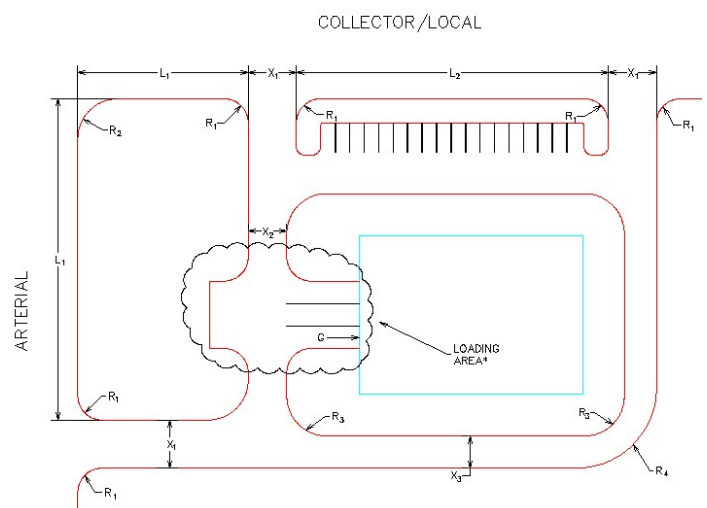 COLLECTOR/LOCAL
L₁
X₁
L₂
X₁
R₂
R₁
R₁
R₁
R₁
X₂
L₁
ARTERIAL
G
LOADING
AREA*
R₁
R₃
R₃
X₁
X₃
R₄
R₁